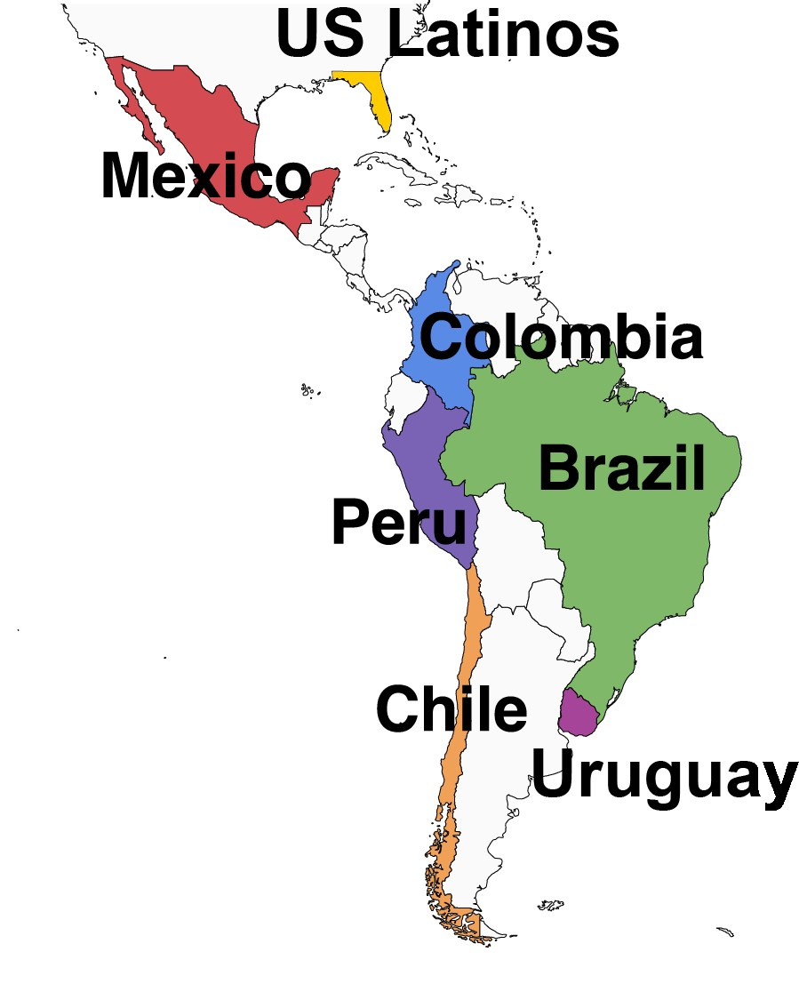 US Latinos
Mexico
Colombia
Brazil
Peru
Chile
Uruguay